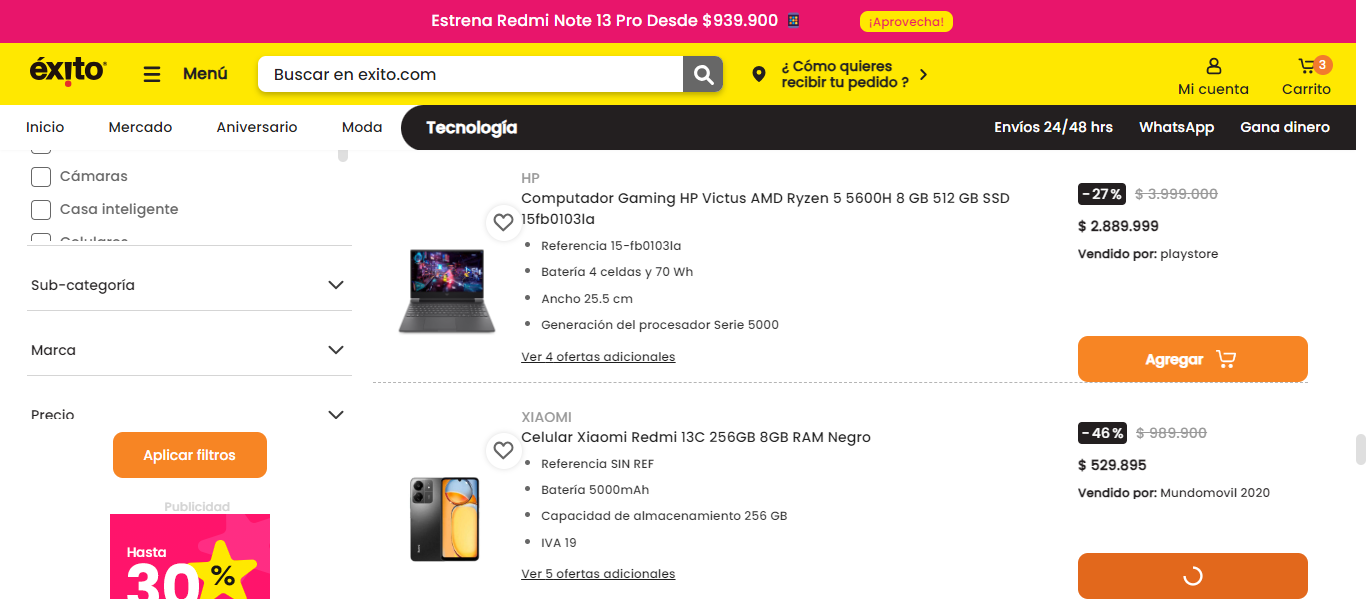 Estrena Redmi Note 13 Pro Desde $939.900
¡Aprovecha!
éxito
Menú
Buscar en exito.com
¿ Cómo quieres
recibir tu pedido ?
Mi cuenta
3
Carrito
Inicio
Mercado
Aniversario
Moda
Tecnología
Envíos 24/48 hrs
WhatsApp
Gana dinero
Cámaras
Casa inteligente
Celulares
Sub-categoría
Marca
Precio
Aplicar filtros
Publicidad
Hasta
30 %
HP
Computador Gaming HP Victus AMD Ryzen 5 5600H 8 GB 512 GB SSD
15fb0103la
Referencia 15-fb0103la
Batería 4 celdas y 70 Wh
Ancho 25.5 cm
Generación del procesador Serie 5000
Ver 4 ofertas adicionales
-27% $ 3.999.000
$ 2.889.999
Vendido por: playstore
Agregar
XIAOMI
Celular Xiaomi Redmi 13C 256GB 8GB RAM Negro
Referencia SIN REF
Batería 5000mAh
Capacidad de almacenamiento 256 GB
IVA 19
Ver 5 ofertas adicionales
-46% $ 989.900
$ 529.895
Vendido por: Mundomovil 2020